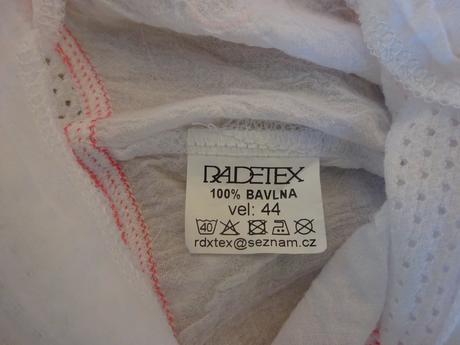 RADETEX
100% BAVLNA
vel: 44
40
rdxtex@seznam.cz